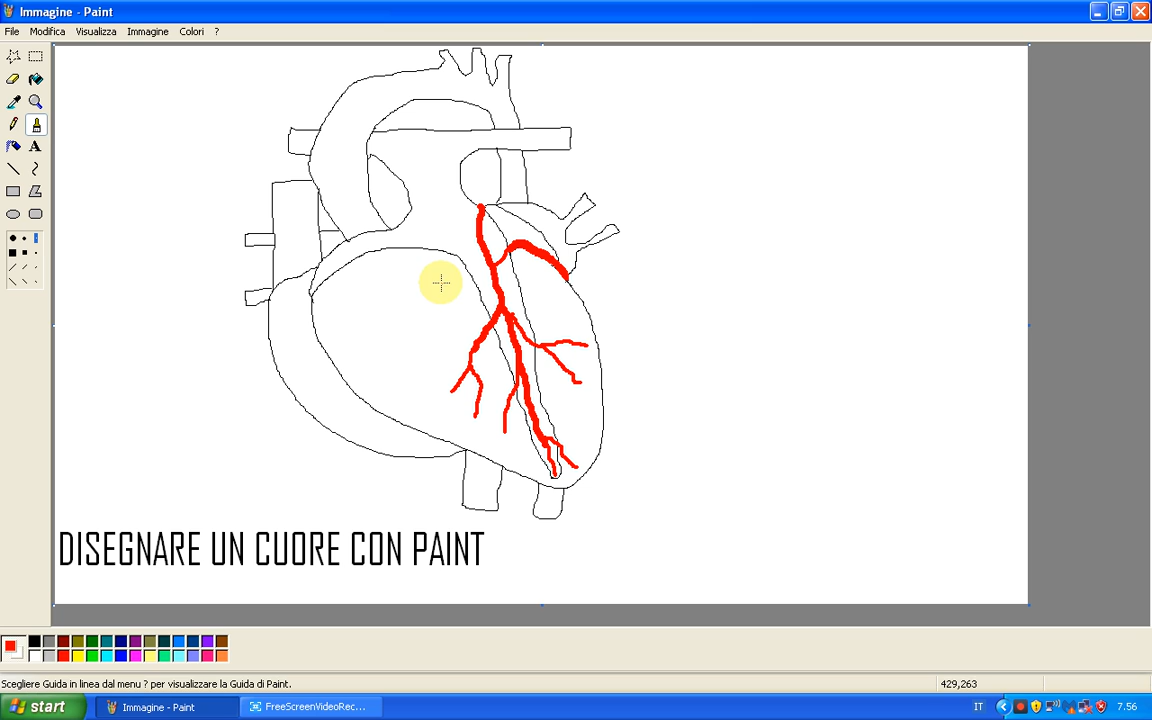 Immagine - Paint
File Modifica Visualizza Immagine Colori ?
A
DISEGNARE UN CUORE CON PAINT
Scegliere Guida in linea dal menu ? per visualizzare la Guida di Paint.
429,263
start
Immagine - Paint
FreeScreenVideoRec...
IT
7.56